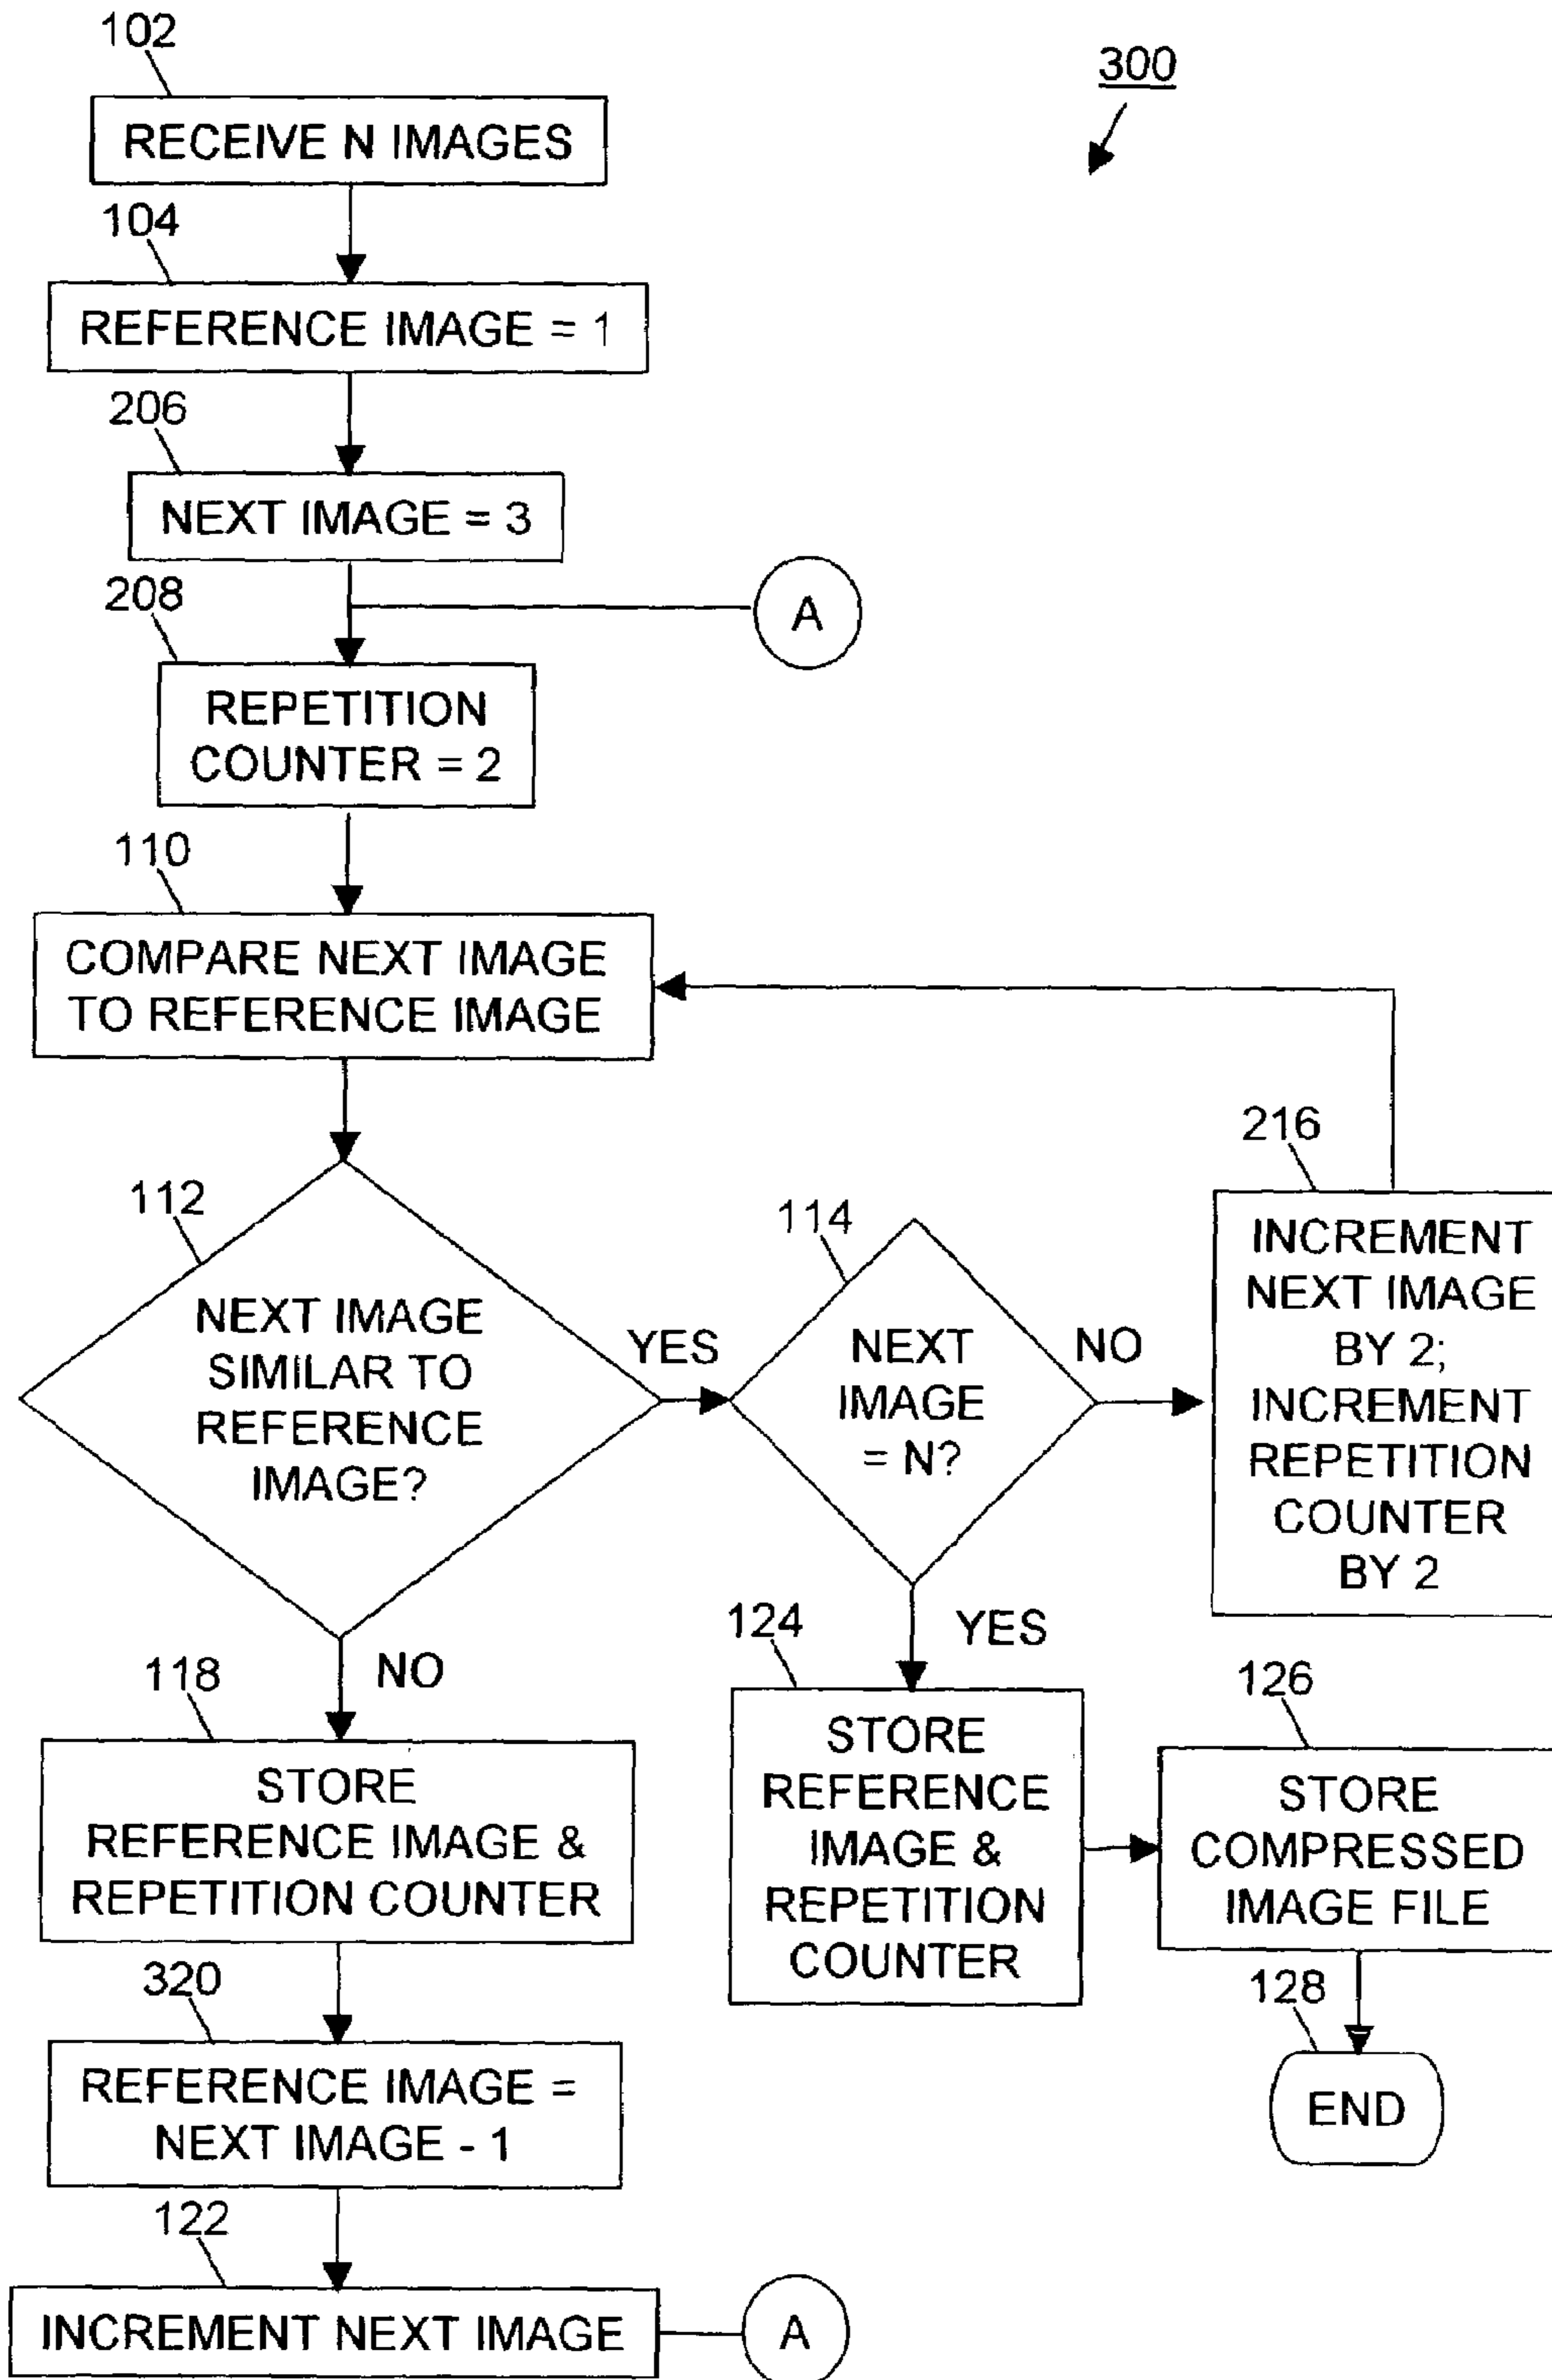 102
300
RECEIVE N IMAGES
104
REFERENCE IMAGE = 1
206
NEXT IMAGE = 3
208
A
REPETITION
COUNTER = 2
110
COMPARE NEXT IMAGE
TO REFERENCE IMAGE
112
NEXT IMAGE
SIMILAR TO
REFERENCE
IMAGE?
YES
114
NEXT
IMAGE
= N?
NO
216
INCREMENT
NEXT IMAGE
BY 2;
INCREMENT
REPETITION
COUNTER
BY 2
NO
YES
118
STORE
REFERENCE IMAGE &
REPETITION COUNTER
124
STORE
REFERENCE
IMAGE &
REPETITION
COUNTER
126
STORE
COMPRESSED
IMAGE FILE
128
END
320
REFERENCE IMAGE =
NEXT IMAGE - 1
122
INCREMENT NEXT IMAGE
A